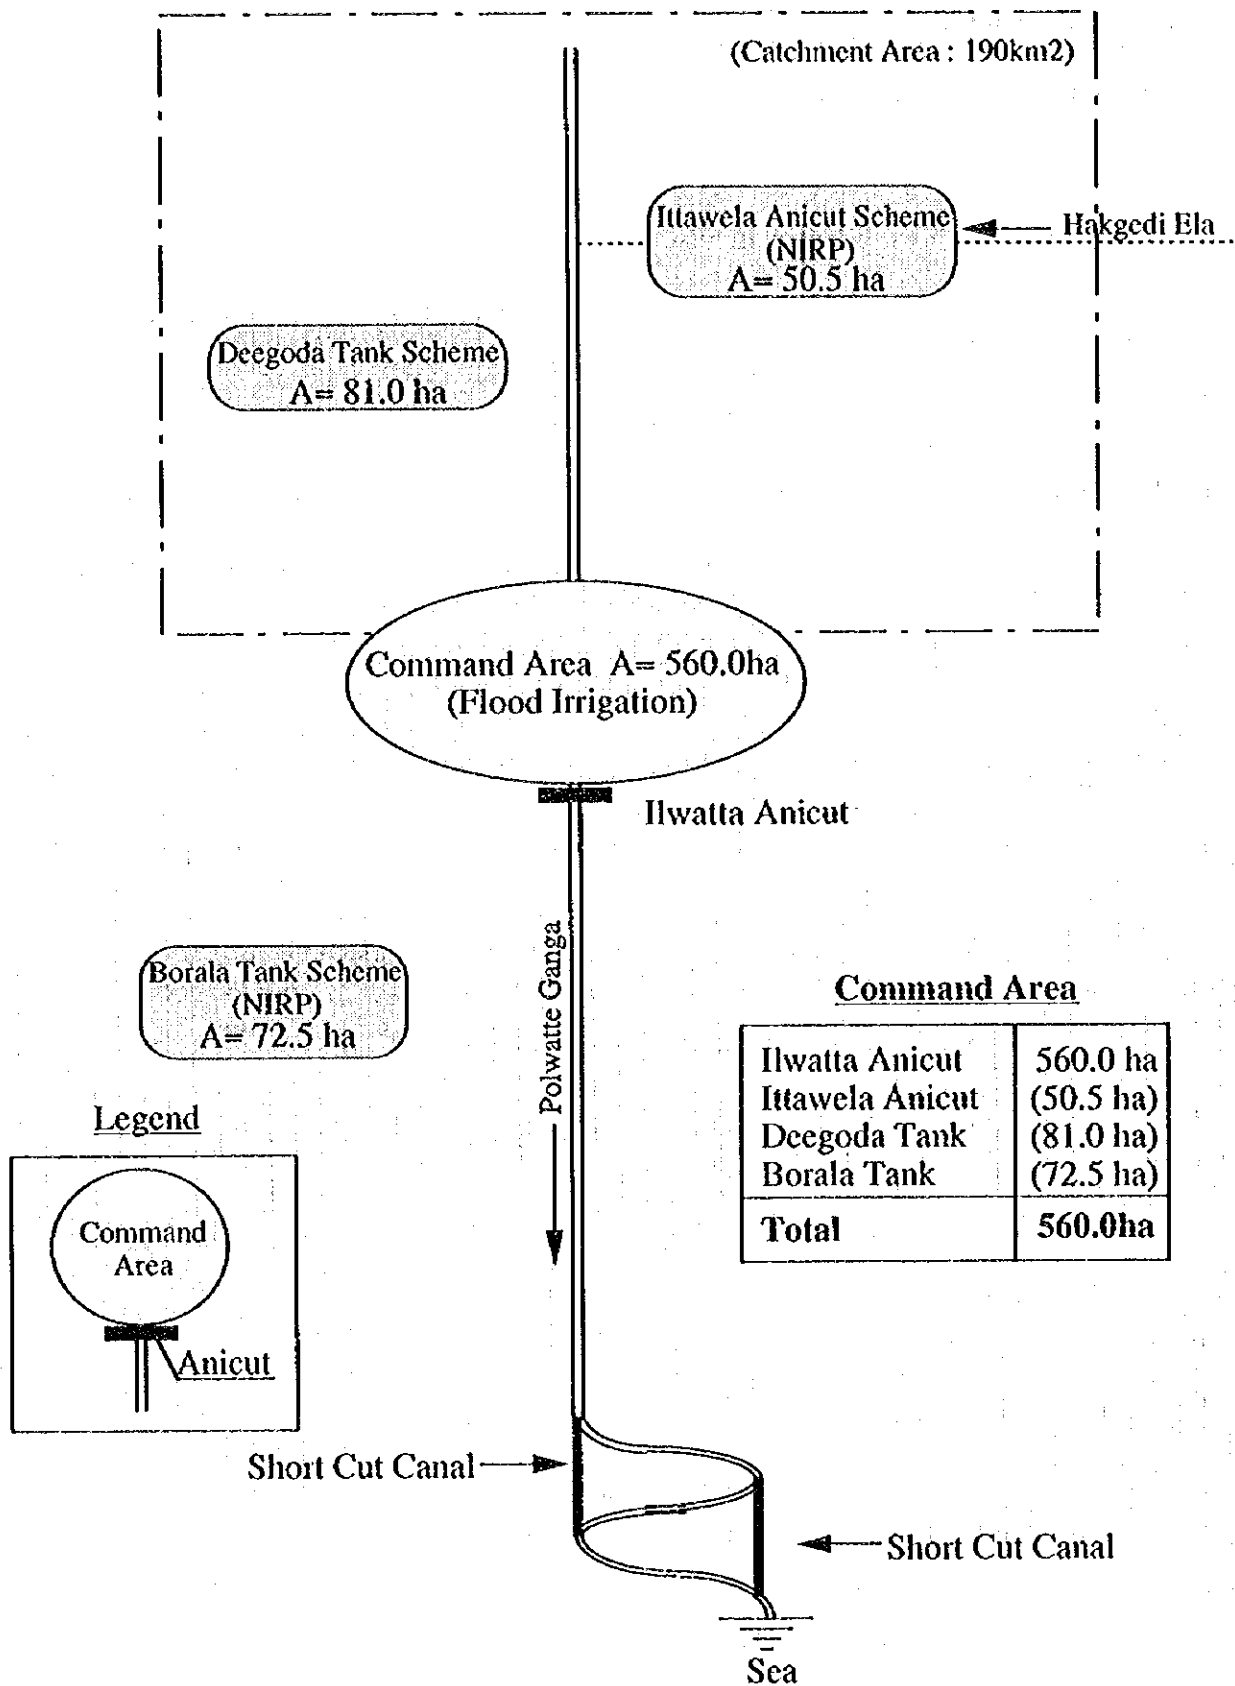 (Catchment Area : 190km2)
Ittawela Anicut Scheme
(NIRP)
A= 50.5 ha
Hakgedi Ela
Deegoda Tank Scheme
A= 81.0 ha
Command Area A= 560.0ha
(Flood Irrigation)
Ilwatta Anicut
Polwatte Ganga
Borala Tank Scheme
(NIRP)
A= 72.5 ha
Command Area
Ilwatta Anicut 560.0 ha
Ittawela Anicut (50.5 ha)
Deegoda Tank (81.0 ha)
Borala Tank (72.5 ha)
Total 560.0ha
Legend
Command
Area
Anicut
Short Cut Canal
Short Cut Canal
Sea